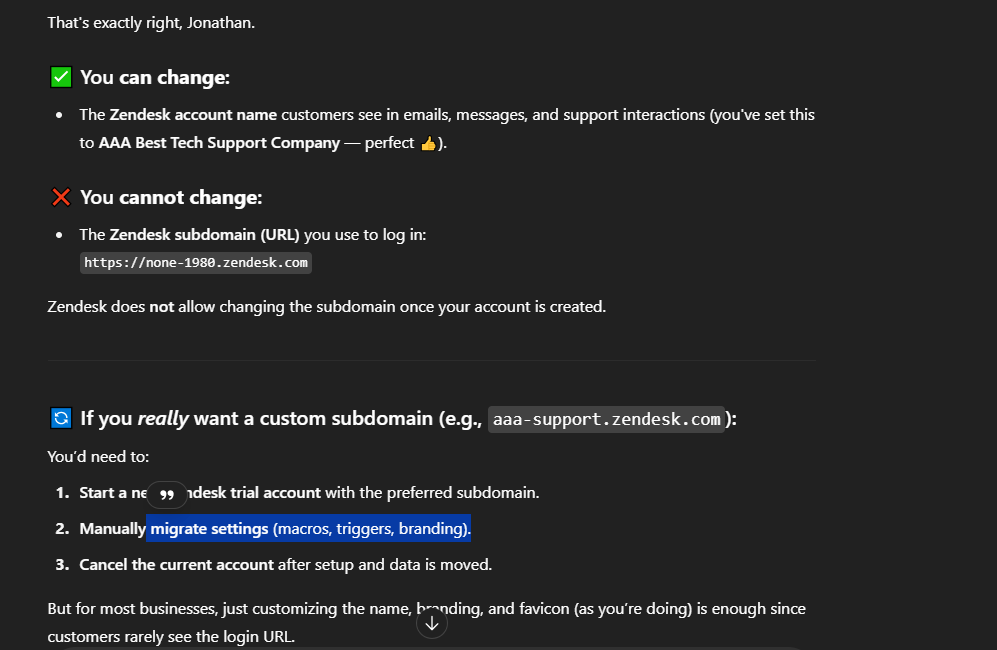 That's exactly right, Jonathan.
✅ You can change:
• The Zendesk account name customers see in emails, messages, and support interactions (you've set this
to AAA Best Tech Support Company — perfect 👍).
❌ You cannot change:
• The Zendesk subdomain (URL) you use to log in:
https://none-1980.zendesk.com
Zendesk does not allow changing the subdomain once your account is created.
🔄 If you really want a custom subdomain (e.g., aaa-support.zendesk.com):
You'd need to:
1. Start a ne ndesk trial account with the preferred subdomain.
2. Manually migrate settings (macros, triggers, branding).
3. Cancel the current account after setup and data is moved.
But for most businesses, just customizing the name, branding, and favicon (as you're doing) is enough since
customers rarely see the login URL.